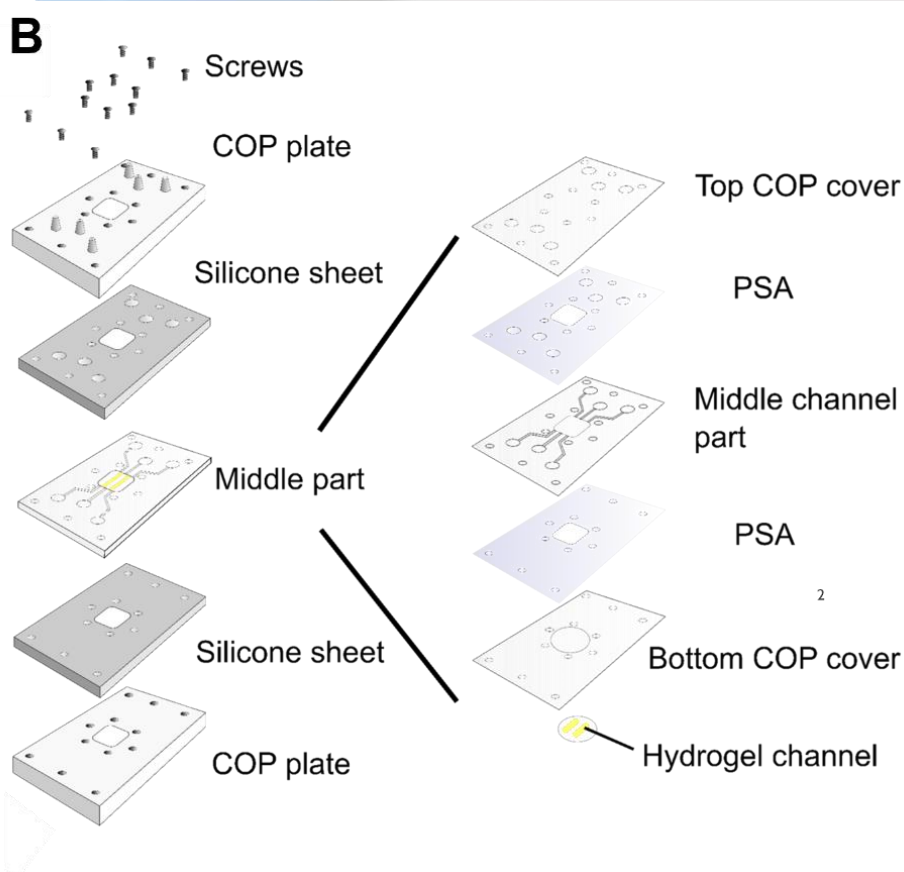 B
Screws
COP plate
Silicone sheet
Middle part
Silicone sheet
COP plate
Top COP cover
PSA
Middle channel
part
PSA
2
Bottom COP cover
Hydrogel channel